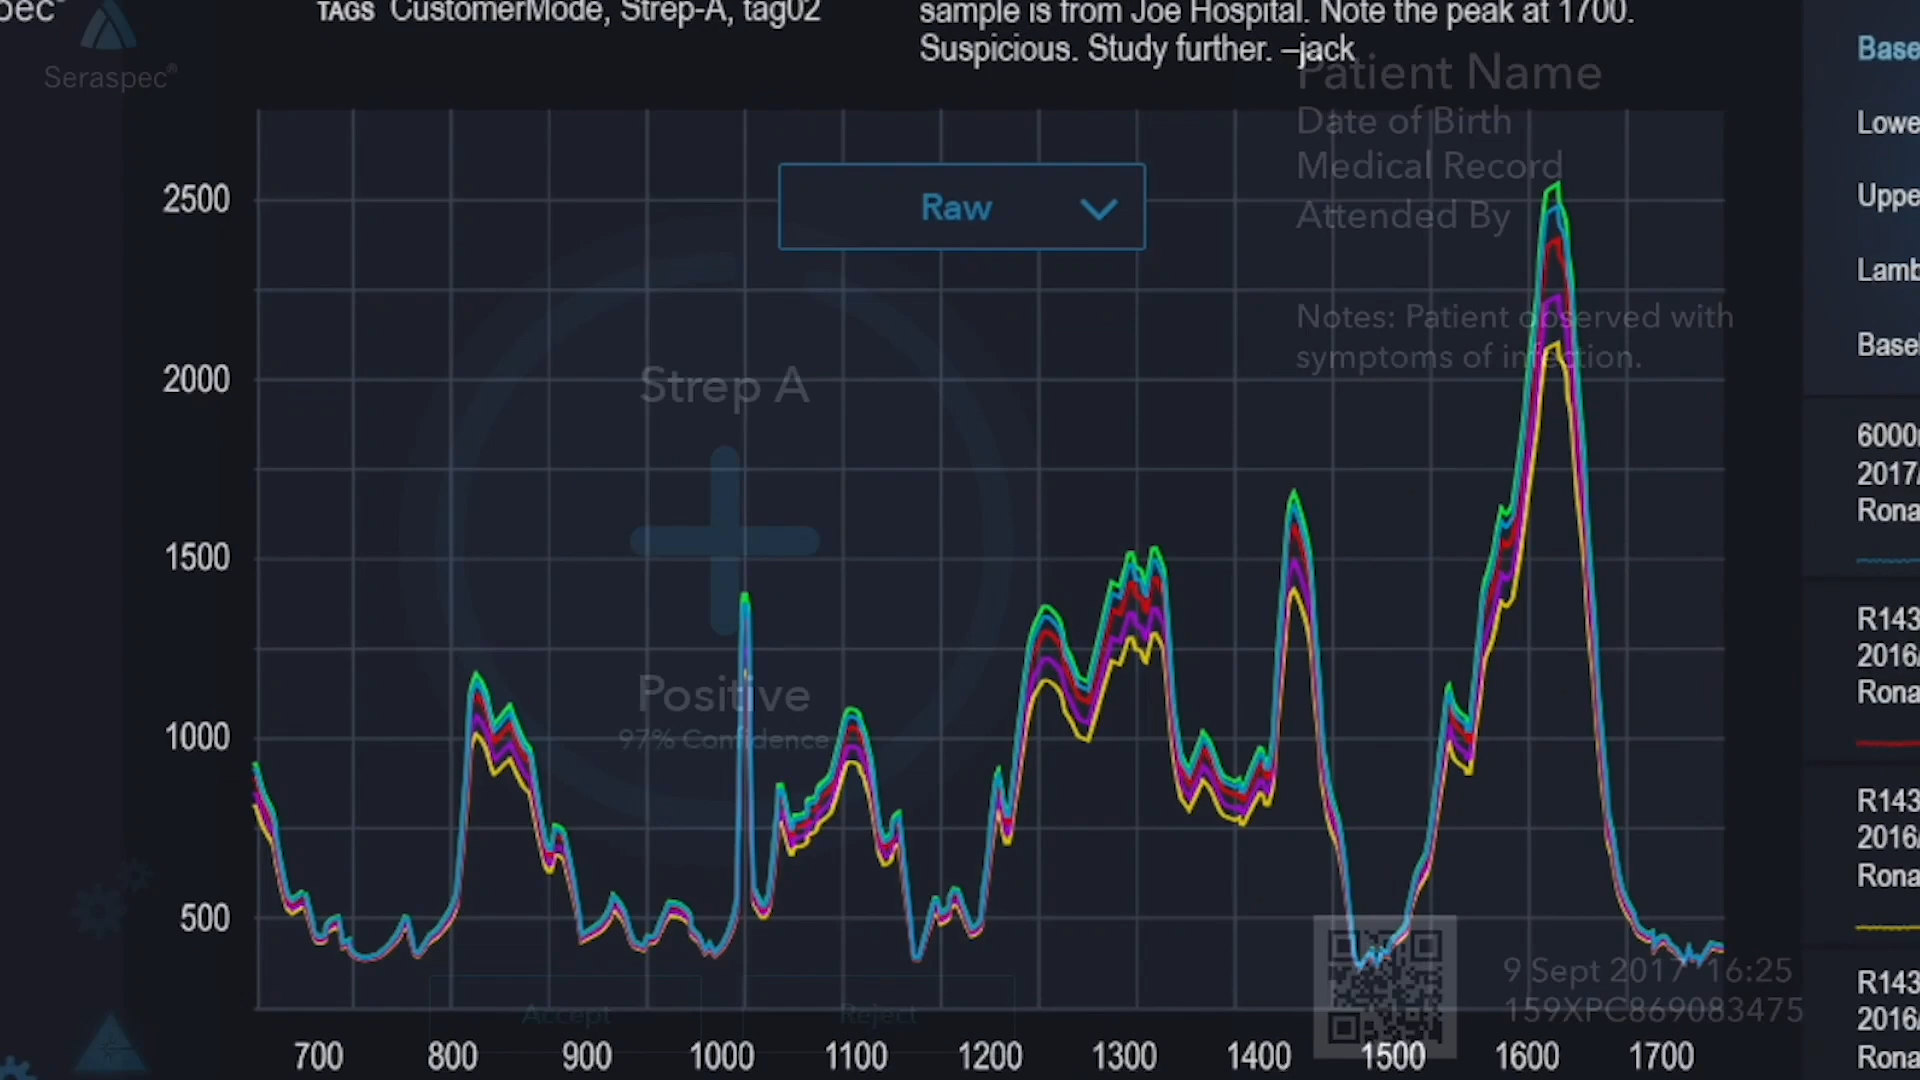 TAGS CustomerMode, Strep-A, tag02
sample is from Joe Hospital. Note the peak at 1700.
Suspicious. Study further. –jack
Seraspec®
Patient Name
Date of Birth
Medical Record
Attended By
Notes: Patient observed with
symptoms of infection.
Raw
Strep A
Positive
97% Confidence
Accept
Reject
2500
2000
1500
1000
500
700 800 900 1000 1100 1200 1300 1400 1500 1600 1700
9 Sept 2017 16:25
159XPC869083475
Base
Lowe
Uppe
Lamb
Basel
6000
2017/
Rona
R143
2016/
Rona
R143
2016/
Rona
R143
2016/
Rona